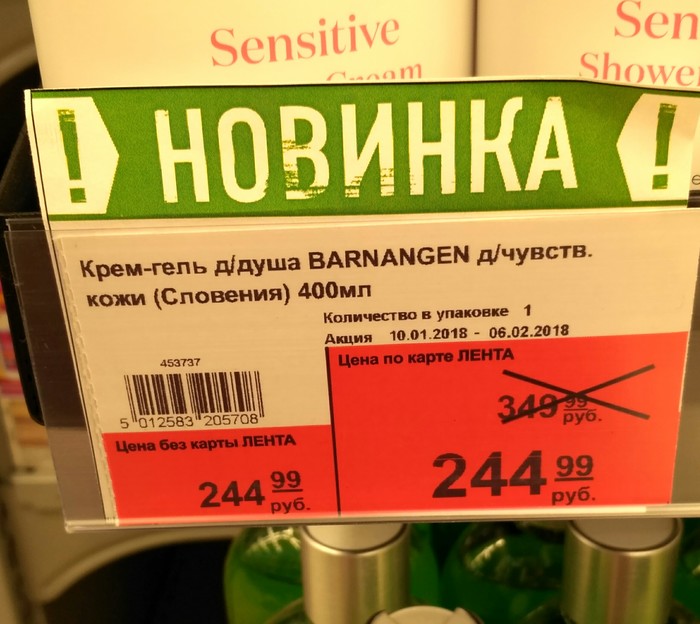 Sensitive
Cream
Sen
Shower
! НОВИНКА !
Крем-гель д/душа BARNANGEN д/чувств.
кожи (Словения) 400мл
Количество в упаковке 1
Акция 10.01.2018 - 06.02.2018
453737
5 012583 205708
Цена без карты ЛЕНТА
244 99
руб.
Цена по карте ЛЕНТА
349 99
руб.
244 99
руб.